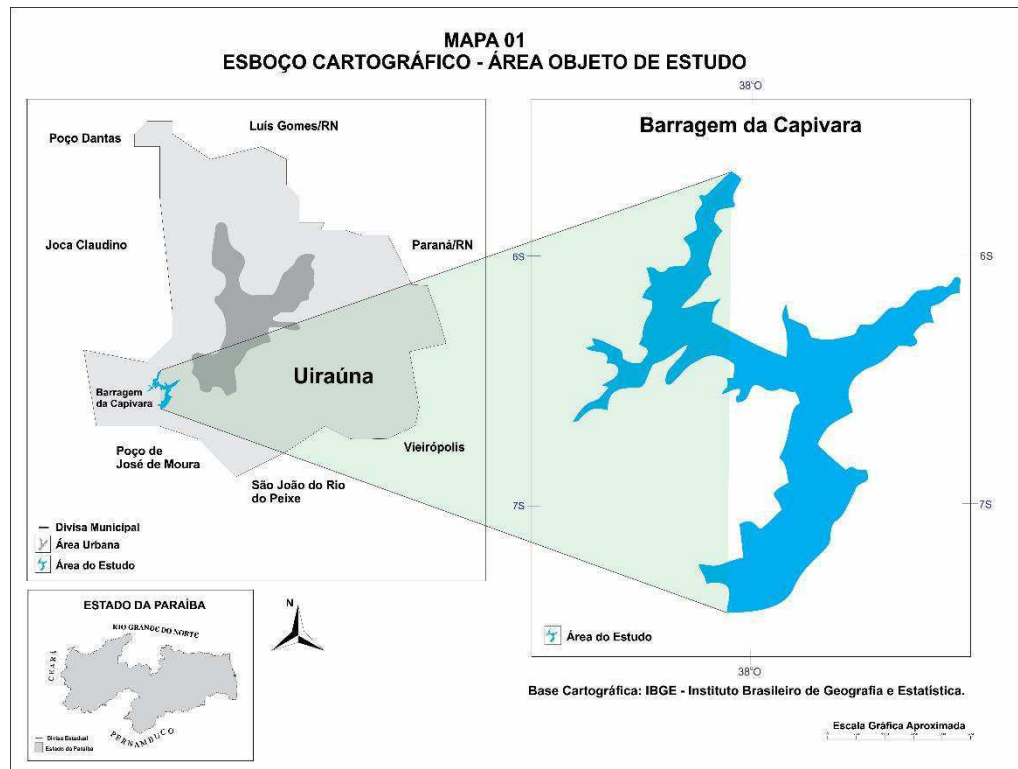 MAPA 01
ESBOÇO CARTOGRÁFICO - ÁREA OBJETO DE ESTUDO
Poço Dantas
Luís Gomes/RN
Joca Claudino
Paraná/RN
Uiraúna
Barragem
da Capivara
Poço de
José de Moura
Vieirópolis
São João do Rio
do Peixe
Divisa Municipal
Área Urbana
Área do Estudo
38°O
Barragem da Capivara
6S
6S
7S
7S
Área do Estudo
38°O
ESTADO DA PARAÍBA
RIO GRANDE DO NORTE
CEARÁ
PERNAMBUCO
Divisa Estadual
Estado da Paraíba
N
Base Cartográfica: IBGE - Instituto Brasileiro de Geografia e Estatística.
Escala Gráfica Aproximada